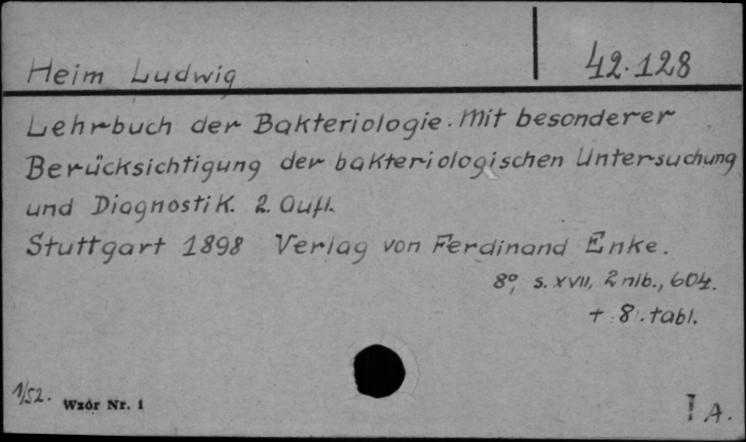 Heim Ludwig 42.128
Lehrbuch der Bakteriologie. Mit besonderer
Berücksichtigung der bakteriologischen Untersuchung
und Diagnostik. 2. Aufl.
Stuttgart 1898 Verlag von Ferdinand Enke.
8°, s. XVII, 2 nlb., 604.
+ 8 . tabl.
1/52. Wzór Nr. 1
I A.